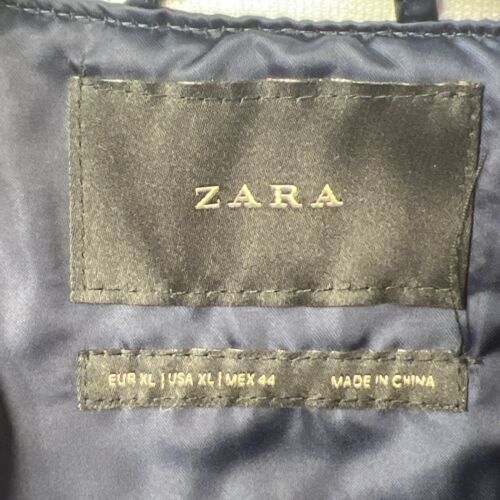 ZARA
EUR XL | USA XL | MEX 44 MADE IN CHINA